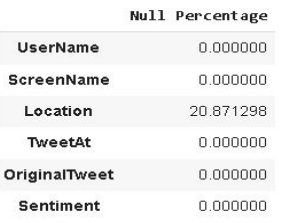 Null Percentage
UserName 0.000000
ScreenName 0.000000
Location 20.871298
TweetAt 0.000000
OriginalTweet 0.000000
Sentiment 0.000000